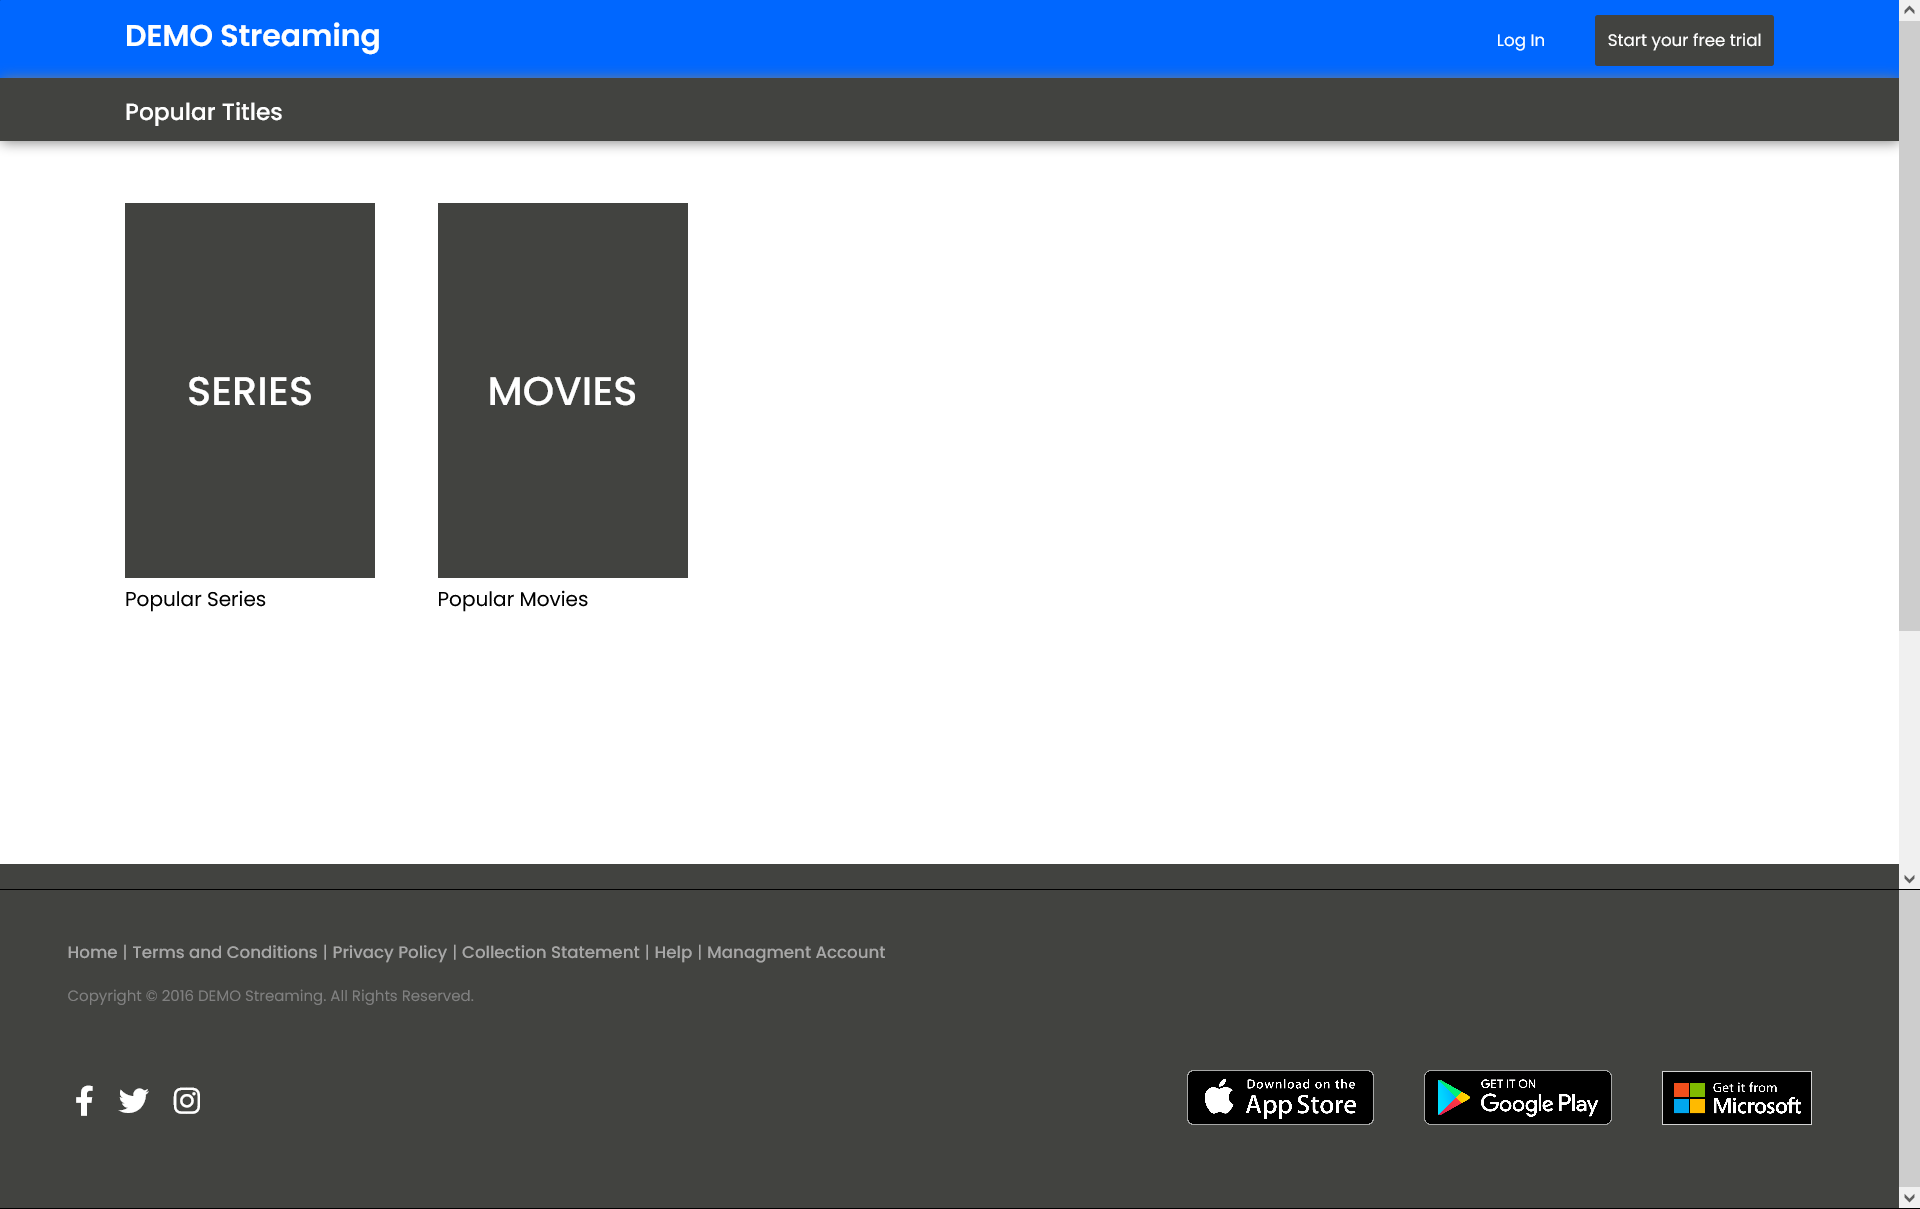 DEMO Streaming
Log In
Start your free trial
Popular Titles
SERIES
MOVIES
Popular Series
Popular Movies
Home | Terms and Conditions | Privacy Policy | Collection Statement | Help | Managment Account
Copyright © 2016 DEMO Streaming. All Rights Reserved.
Download on the
App Store
GET IT ON
Google Play
Get it from
Microsoft